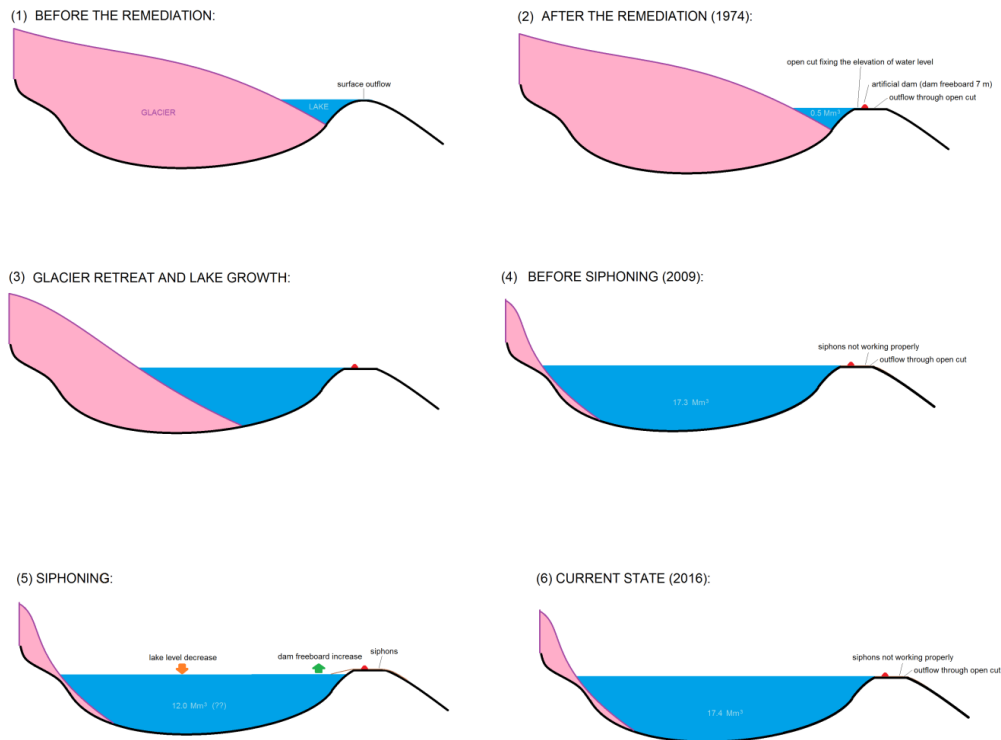 (1) BEFORE THE REMEDIATION:
surface outflow
LAKE
GLACIER
(2) AFTER THE REMEDIATION (1974):
open cut fixing the elevation of water level
artificial dam (dam freeboard 7 m)
outflow through open cut
0.5 Mm³
(3) GLACIER RETREAT AND LAKE GROWTH:
(4) BEFORE SIPHONING (2009):
siphons not working properly
outflow through open cut
17.3 Mm³
(5) SIPHONING:
lake level decrease
dam freeboard increase
siphons
12.0 Mm³ (??)
(6) CURRENT STATE (2016):
siphons not working properly
outflow through open cut
17.4 Mm³